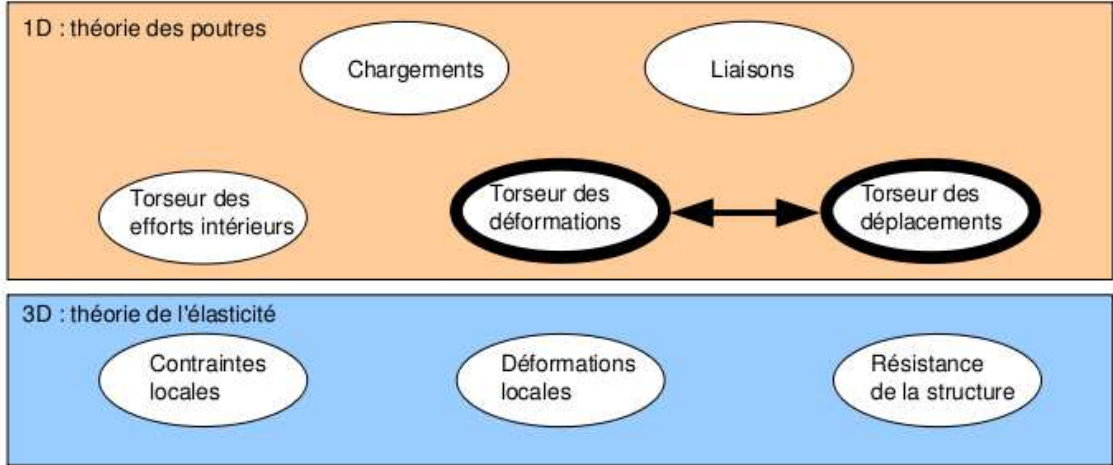 1D : théorie des poutres
Chargements
Liaisons
Torseur des
efforts intérieurs
Torseur des
déformations
Torseur des
déplacements
3D : théorie de l'élasticité
Contraintes
locales
Déformations
locales
Résistance
de la structure